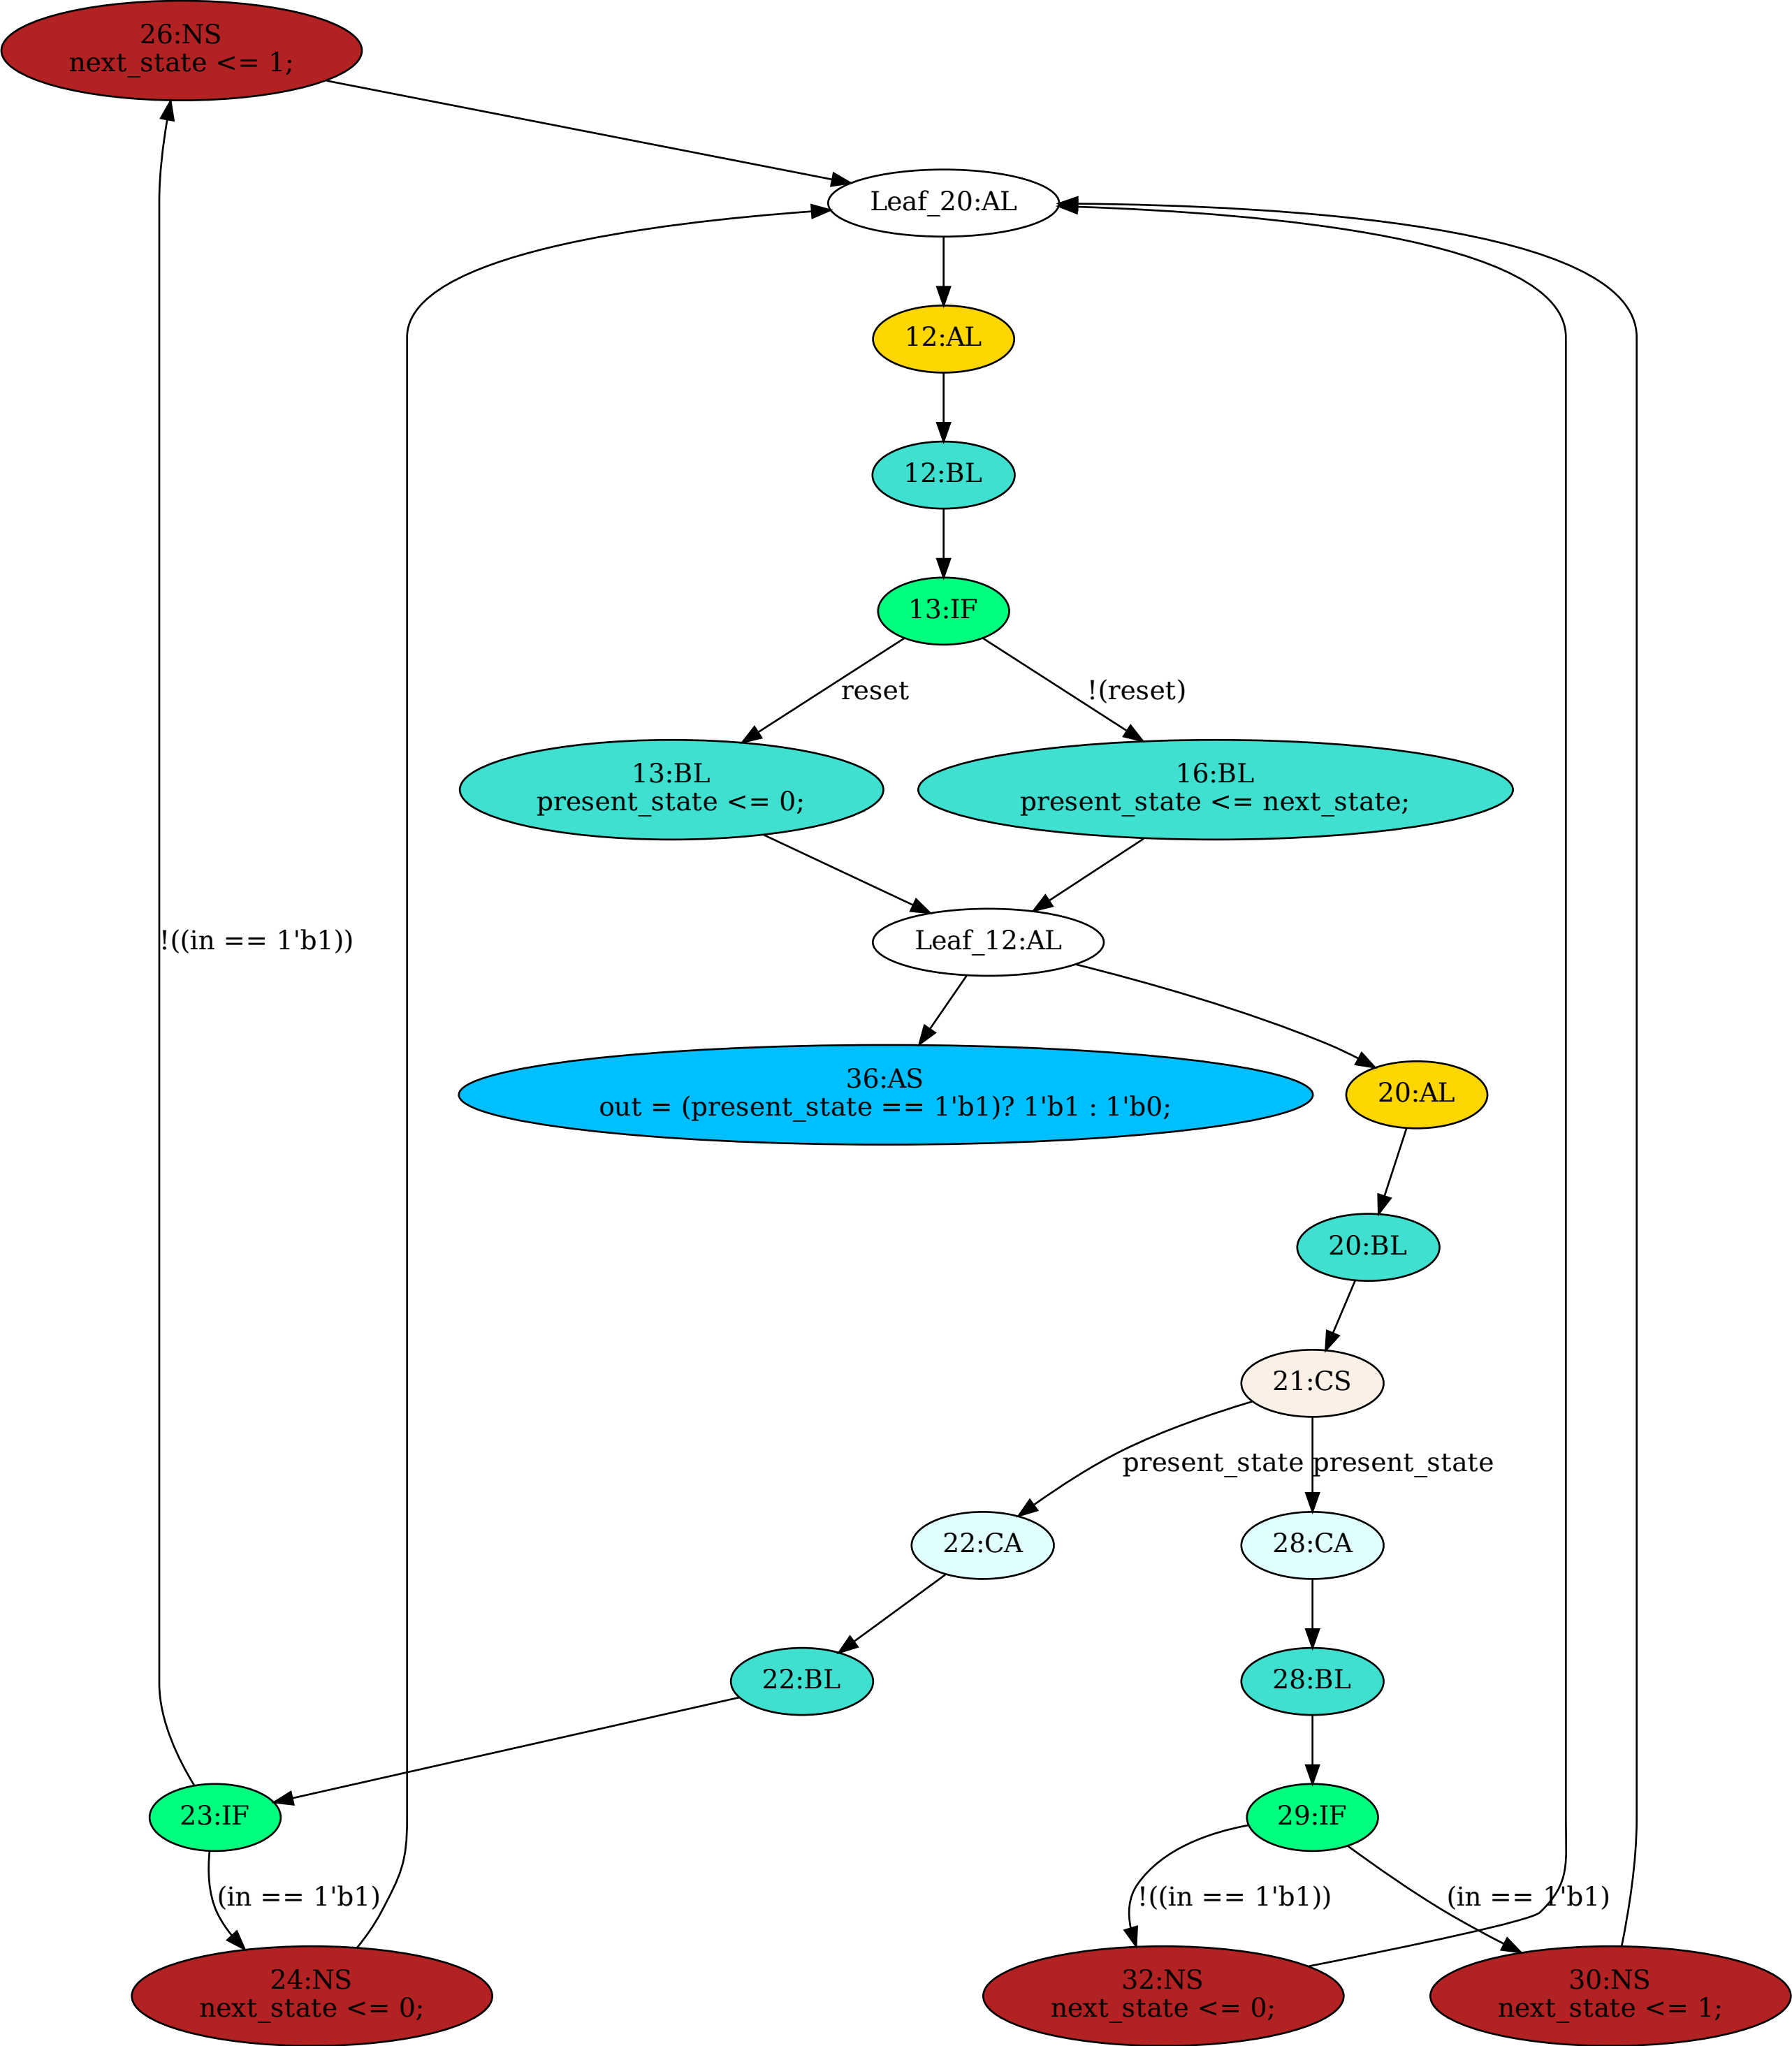 26:NS
next_state <= 1;
Leaf_20:AL
12:AL
12:BL
13:IF
reset
!(reset)
13:BL
present_state <= 0;
16:BL
present_state <= next_state;
!((in == 1'b1))
Leaf_12:AL
36:AS
out = (present_state == 1'b1)? 1'b1 : 1'b0;
20:AL
20:BL
21:CS
present_state
present_state
22:CA
28:CA
22:BL
28:BL
23:IF
29:IF
(in == 1'b1)
!((in == 1'b1))
(in == 1'b1)
24:NS
next_state <= 0;
32:NS
next_state <= 0;
30:NS
next_state <= 1;